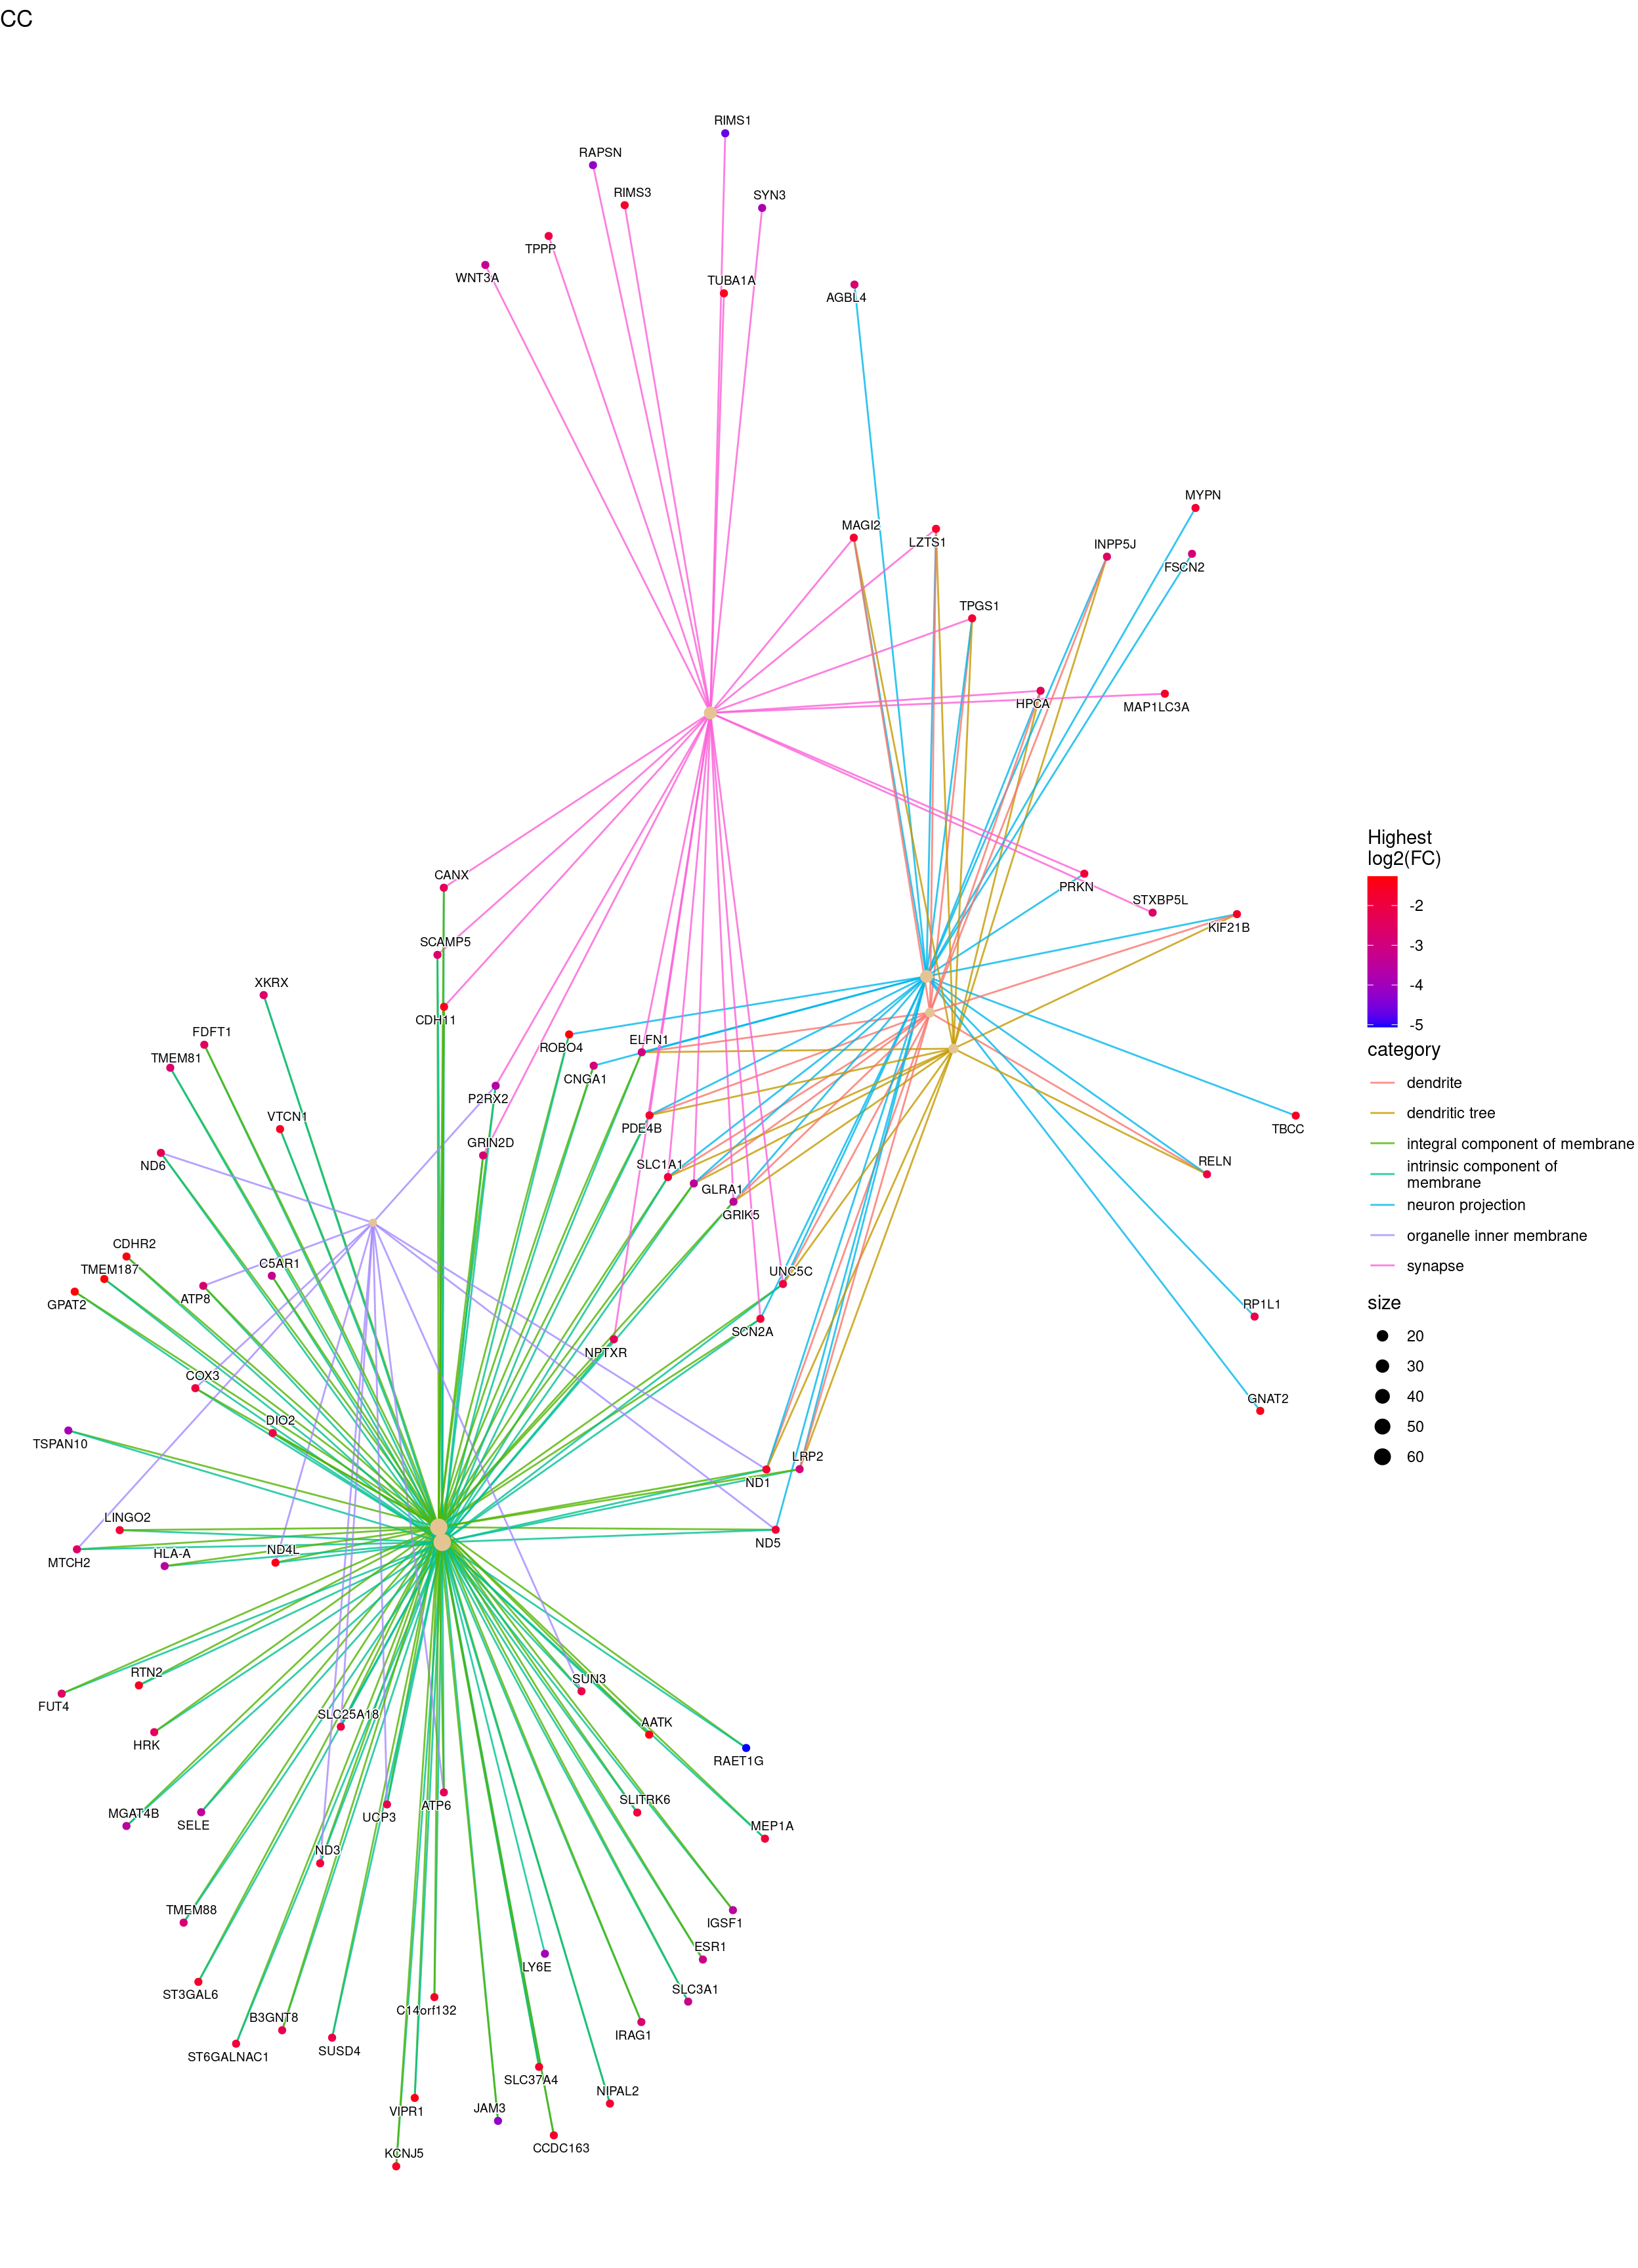 CC
RIMS1
RAPSN
RIMS3
SYN3
TPPP
WNT3A
TUBA1A
AGBL4
MYPN
MAGI2
LZTS1
INPP5J
FSCN2
TPGS1
HPCA
MAP1LC3A
CANX
PRKN
STXBP5L
KIF21B
SCAMP5
XKRX
CDH11
FDFT1
TMEM81
ROBO4
ELFN1
CNGA1
P2RX2
VTCN1
PDE4B
TBCC
GRIN2D
ND6
SLC1A1
RELN
GLRA1
GRIK5
CDHR2
TMEM187
C5AR1
UNC5C
GPAT2
ATP8
RP1L1
SCN2A
NPTXR
COX3
GNAT2
DIO2
TSPAN10
LRP2
ND1
LINGO2
ND5
MTCH2
HLA-A
ND4L
RTN2
SUN3
FUT4
SLC25A18
AATK
HRK
RAET1G
MGAT4B
SELE
UCP3
ATP6
SLITRK6
MEP1A
ND3
TMEM88
IGSF1
ESR1
LY6E
ST3GAL6
SLC3A1
C14orf132
B3GNT8
IRAG1
ST6GALNAC1
SUSD4
SLC37A4
NIPAL2
VIPR1
JAM3
CCDC163
KCNJ5
Highest
log2(FC)
-2
-3
-4
-5
category
dendrite
dendritic tree
integral component of membrane
intrinsic component of
membrane
neuron projection
organelle inner membrane
synapse
size
20
30
40
50
60